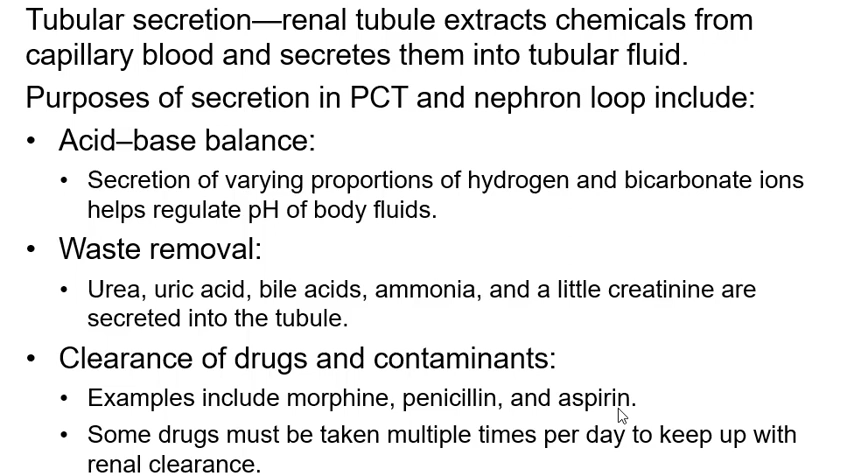 Tubular secretion—renal tubule extracts chemicals from
capillary blood and secretes them into tubular fluid.
Purposes of secretion in PCT and nephron loop include:
• Acid–base balance:
• Secretion of varying proportions of hydrogen and bicarbonate ions
helps regulate pH of body fluids.
• Waste removal:
• Urea, uric acid, bile acids, ammonia, and a little creatinine are
secreted into the tubule.
• Clearance of drugs and contaminants:
• Examples include morphine, penicillin, and aspirin.
• Some drugs must be taken multiple times per day to keep up with
renal clearance.